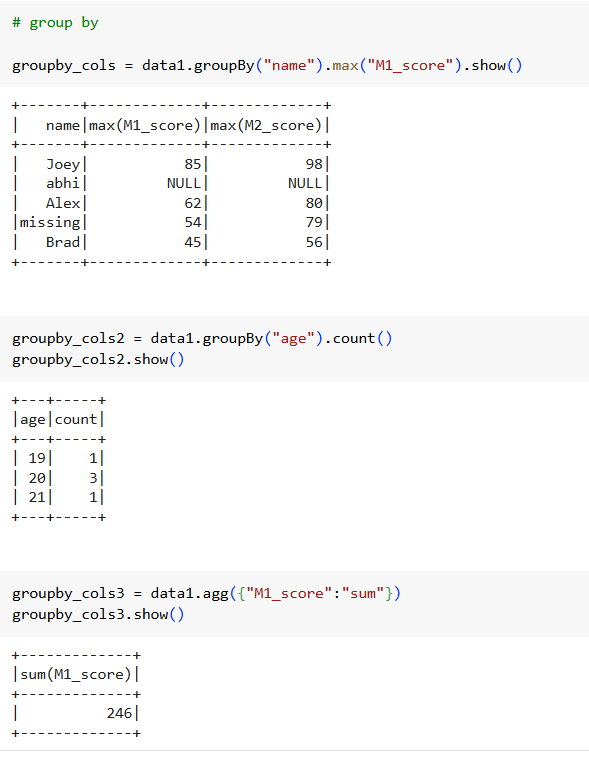 # group by
groupby_cols = data1.groupBy("name").max("M1_score").show()
+-------+-------------+-------------+
|   name|max(M1_score)|max(M2_score)|
+-------+-------------+-------------+
|   Joey|           85|           98|
|   abhi|         NULL|         NULL|
|   Alex|           62|           80|
|missing|           54|           79|
|   Brad|           45|           56|
+-------+-------------+-------------+
groupby_cols2 = data1.groupBy("age").count()
groupby_cols2.show()
+---+-----+
|age|count|
+---+-----+
| 19|    1|
| 20|    3|
| 21|    1|
+---+-----+
groupby_cols3 = data1.agg({"M1_score":"sum"})
groupby_cols3.show()
+-------------+
|sum(M1_score)|
+-------------+
|          246|
+-------------+